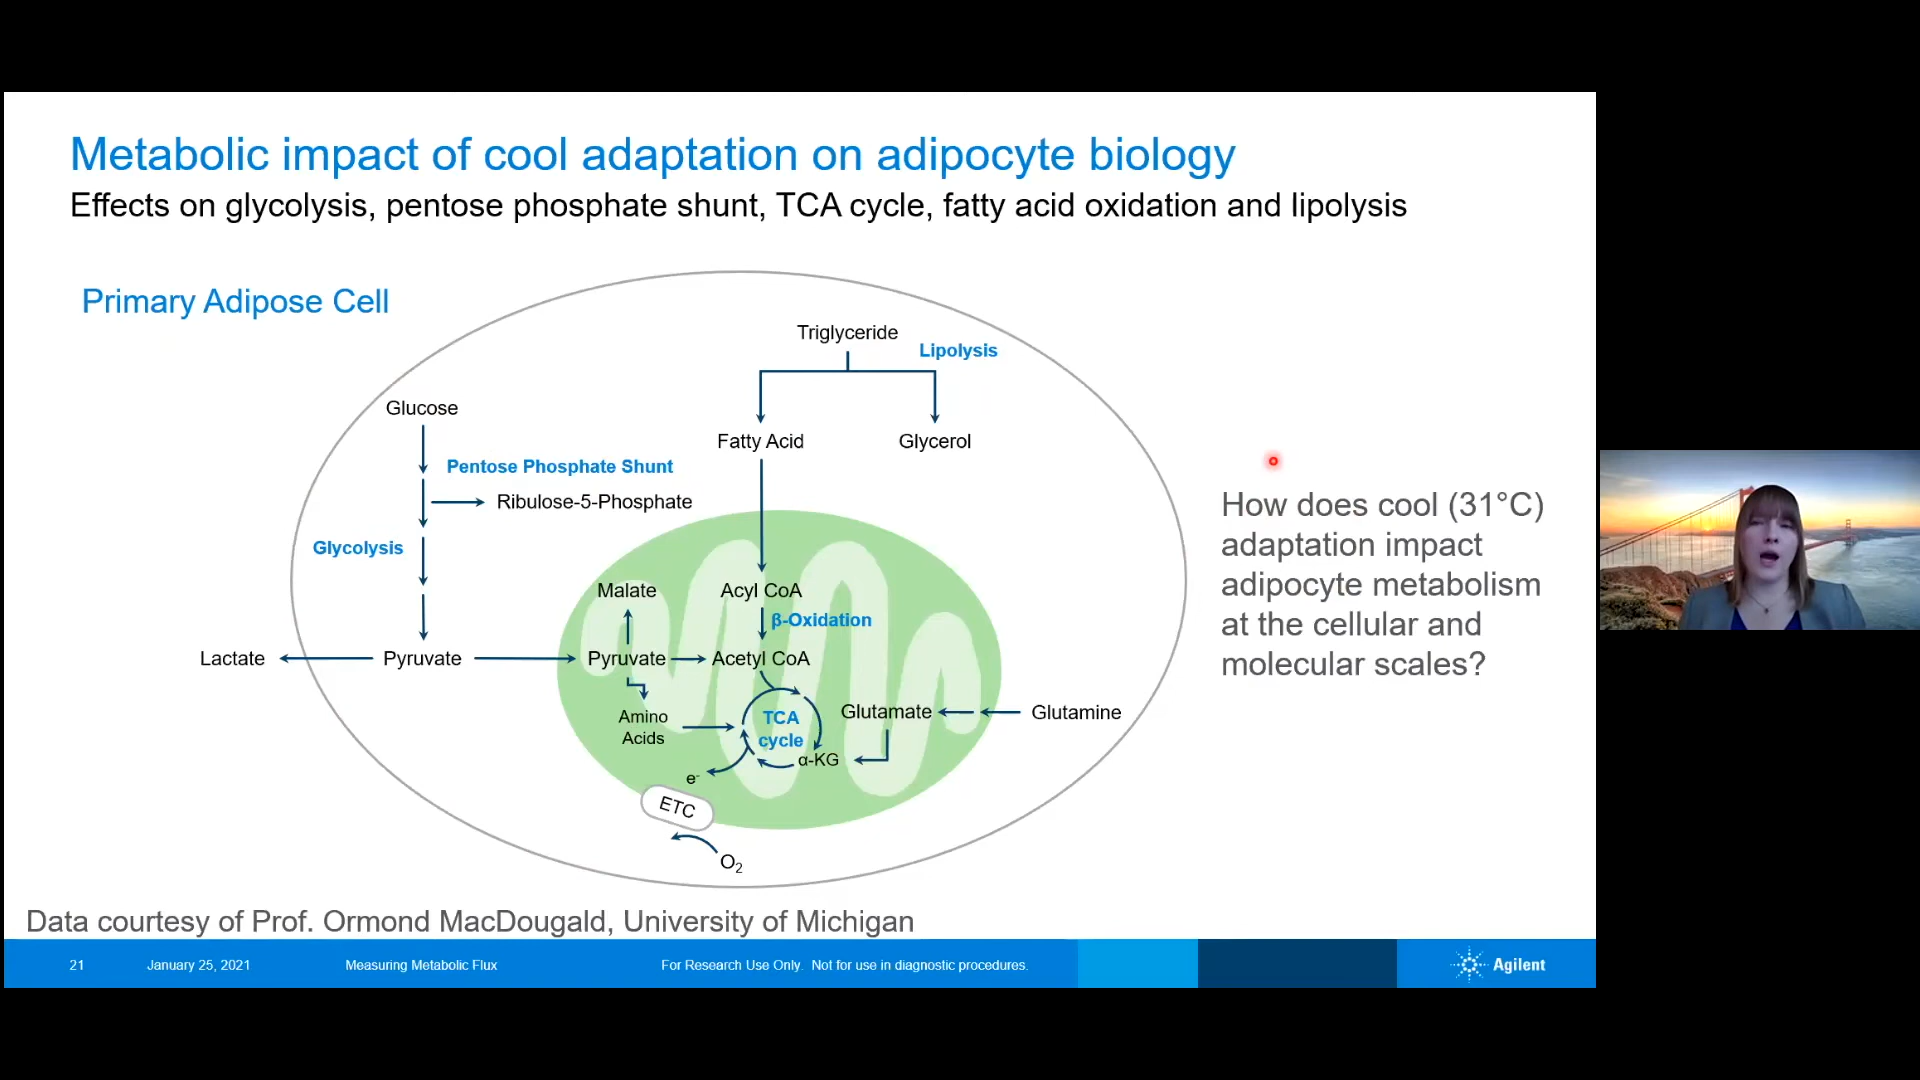 Metabolic impact of cool adaptation on adipocyte biology
Effects on glycolysis, pentose phosphate shunt, TCA cycle, fatty acid oxidation and lipolysis
Primary Adipose Cell
Triglyceride
Lipolysis
Glucose
Fatty Acid
Glycerol
Pentose Phosphate Shunt
Ribulose-5-Phosphate
Glycolysis
Malate
Acyl CoA
β-Oxidation
Lactate
Pyruvate
Pyruvate
Acetyl CoA
Amino
Acids
TCA
cycle
Glutamate
Glutamine
α-KG
e-
ETC
O2
How does cool (31°C)
adaptation impact
adipocyte metabolism
at the cellular and
molecular scales?
Data courtesy of Prof. Ormond MacDougald, University of Michigan
21
January 25, 2021
Measuring Metabolic Flux
For Research Use Only. Not for use in diagnostic procedures.
Agilent